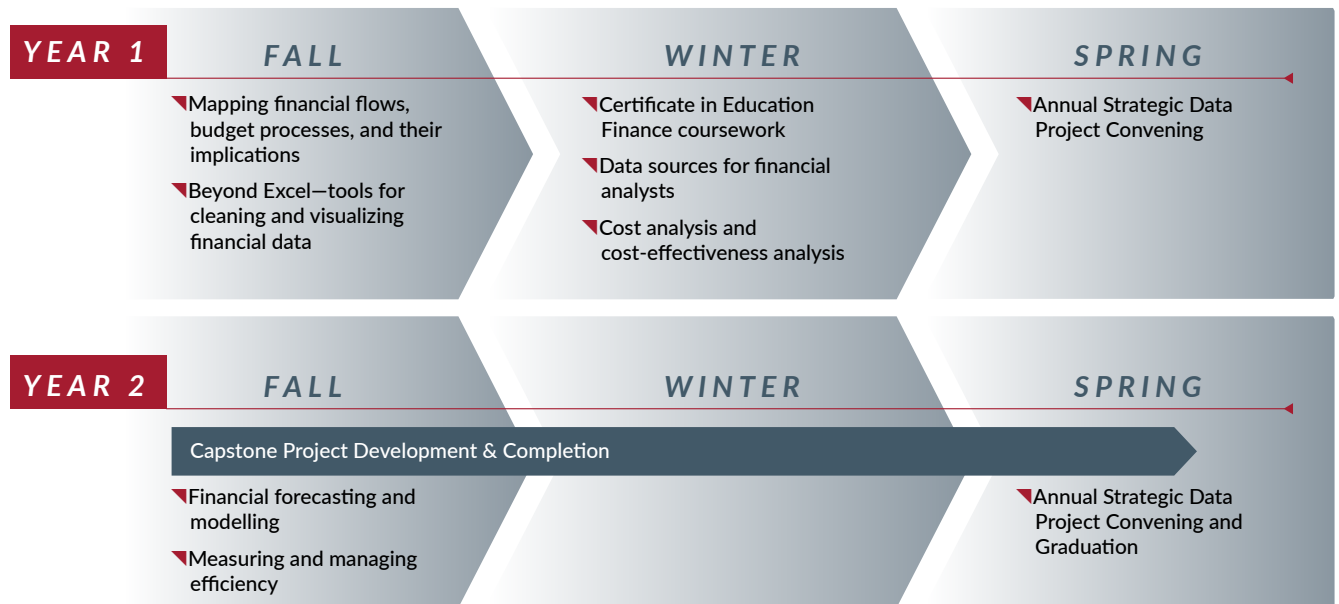 YEAR 1
FALL
Mapping financial flows,
budget processes, and their
implications
Beyond Excel—tools for
cleaning and visualizing
financial data
WINTER
Certificate in Education
Finance coursework
Data sources for financial
analysts
Cost analysis and
cost-effectiveness analysis
SPRING
Annual Strategic Data
Project Convening
YEAR 2
FALL
WINTER
SPRING
Capstone Project Development & Completion
Financial forecasting and
modelling
Measuring and managing
efficiency
Annual Strategic Data
Project Convening and
Graduation